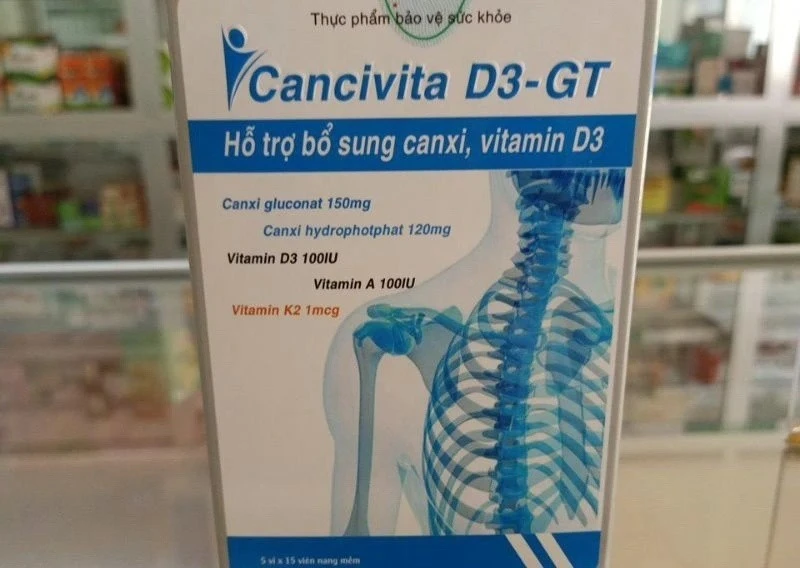 Thực phẩm bảo vệ sức khỏe
Cancivita D3-GT
Hỗ trợ bổ sung canxi, vitamin D3
Canxi gluconat 150mg
Canxi hydrophotphat 120mg
Vitamin D3 100IU
Vitamin A 100IU
Vitamin K2 1mcg
5 vỉ x 15 viên nang mềm